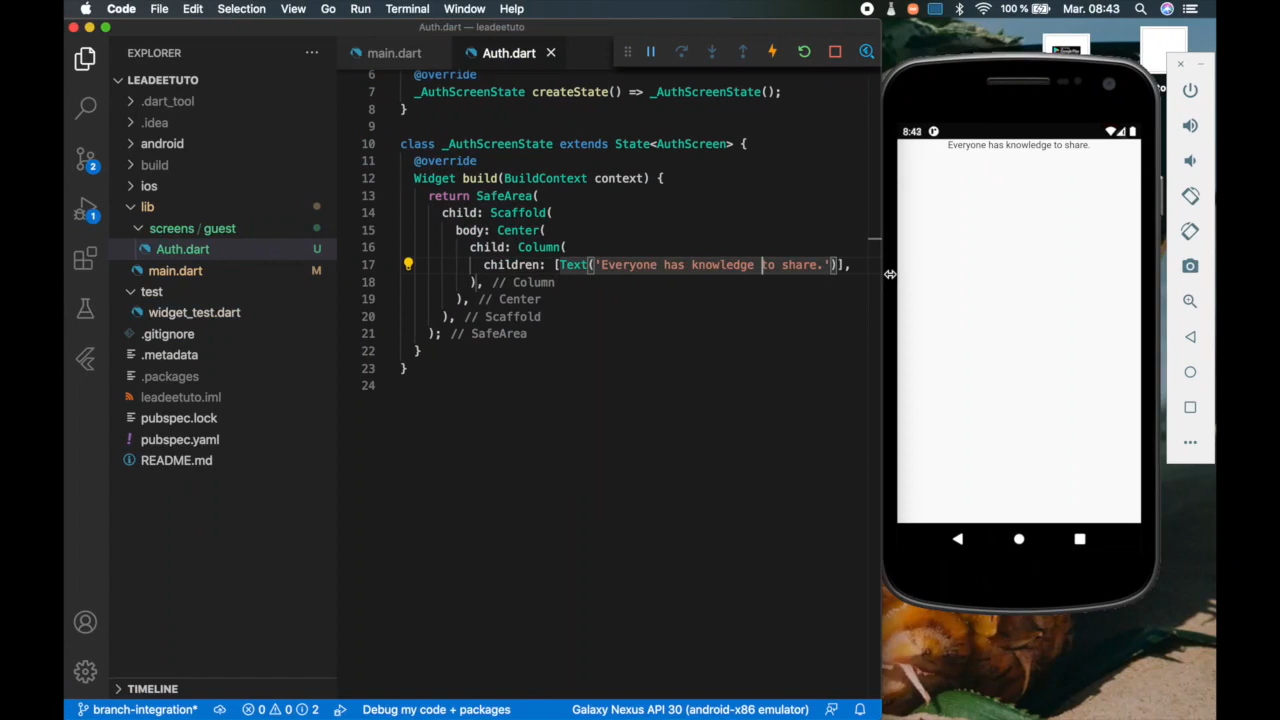 Code File Edit Selection View Go Run Terminal Window Help 100 % Mar. 08:43
Auth.dart — leadeetuto
EXPLORER
main.dart
Auth.dart
LEADEETUTO
.dart_tool
.idea
android
build
ios
lib
screens / guest
Auth.dart U
main.dart M
test
widget_test.dart
.gitignore
.metadata
.packages
leadeetuto.iml
pubspec.lock
pubspec.yaml
README.md
TIMELINE
2
1
6 @override
7 _AuthScreenState createState() => _AuthScreenState();
8 }
9
10 class _AuthScreenState extends State<AuthScreen> {
11 @override
12 Widget build(BuildContext context) {
13 return SafeArea(
14 child: Scaffold(
15 body: Center(
16 child: Column(
17 children: [Text('Everyone has knowledge to share.')],
18 ), // Column
19 ), // Center
20 ), // Scaffold
21 ); // SafeArea
22 }
23 }
24
branch-integration* 0 0 2 Debug my code + packages Galaxy Nexus API 30 (android-x86 emulator)
8:43
Everyone has knowledge to share.